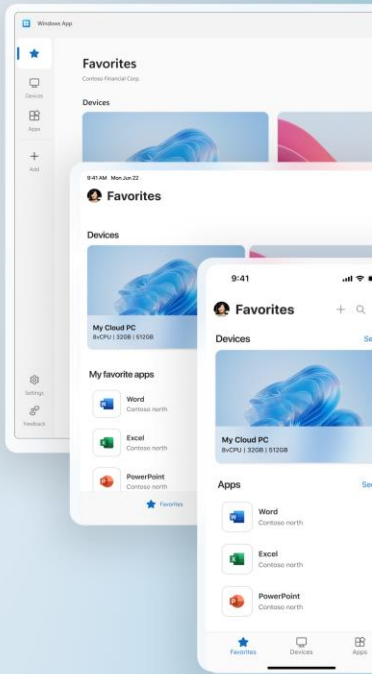 Windows App
Favorites
Contoso Financial Corp.
Devices
Devices
Apps
Add
Settings
Feedback
9:41 AM Mon Jun 22
Favorites
Devices
My Cloud PC
8vCPU | 32GB | 512GB
My favorite apps
Word
Contoso north
Excel
Contoso north
PowerPoint
Contoso north
Favorites
9:41
Favorites
Devices
My Cloud PC
8vCPU | 32GB | 512GB
Apps
Word
Contoso north
Excel
Contoso north
PowerPoint
Contoso north
Favorites
Devices
Apps